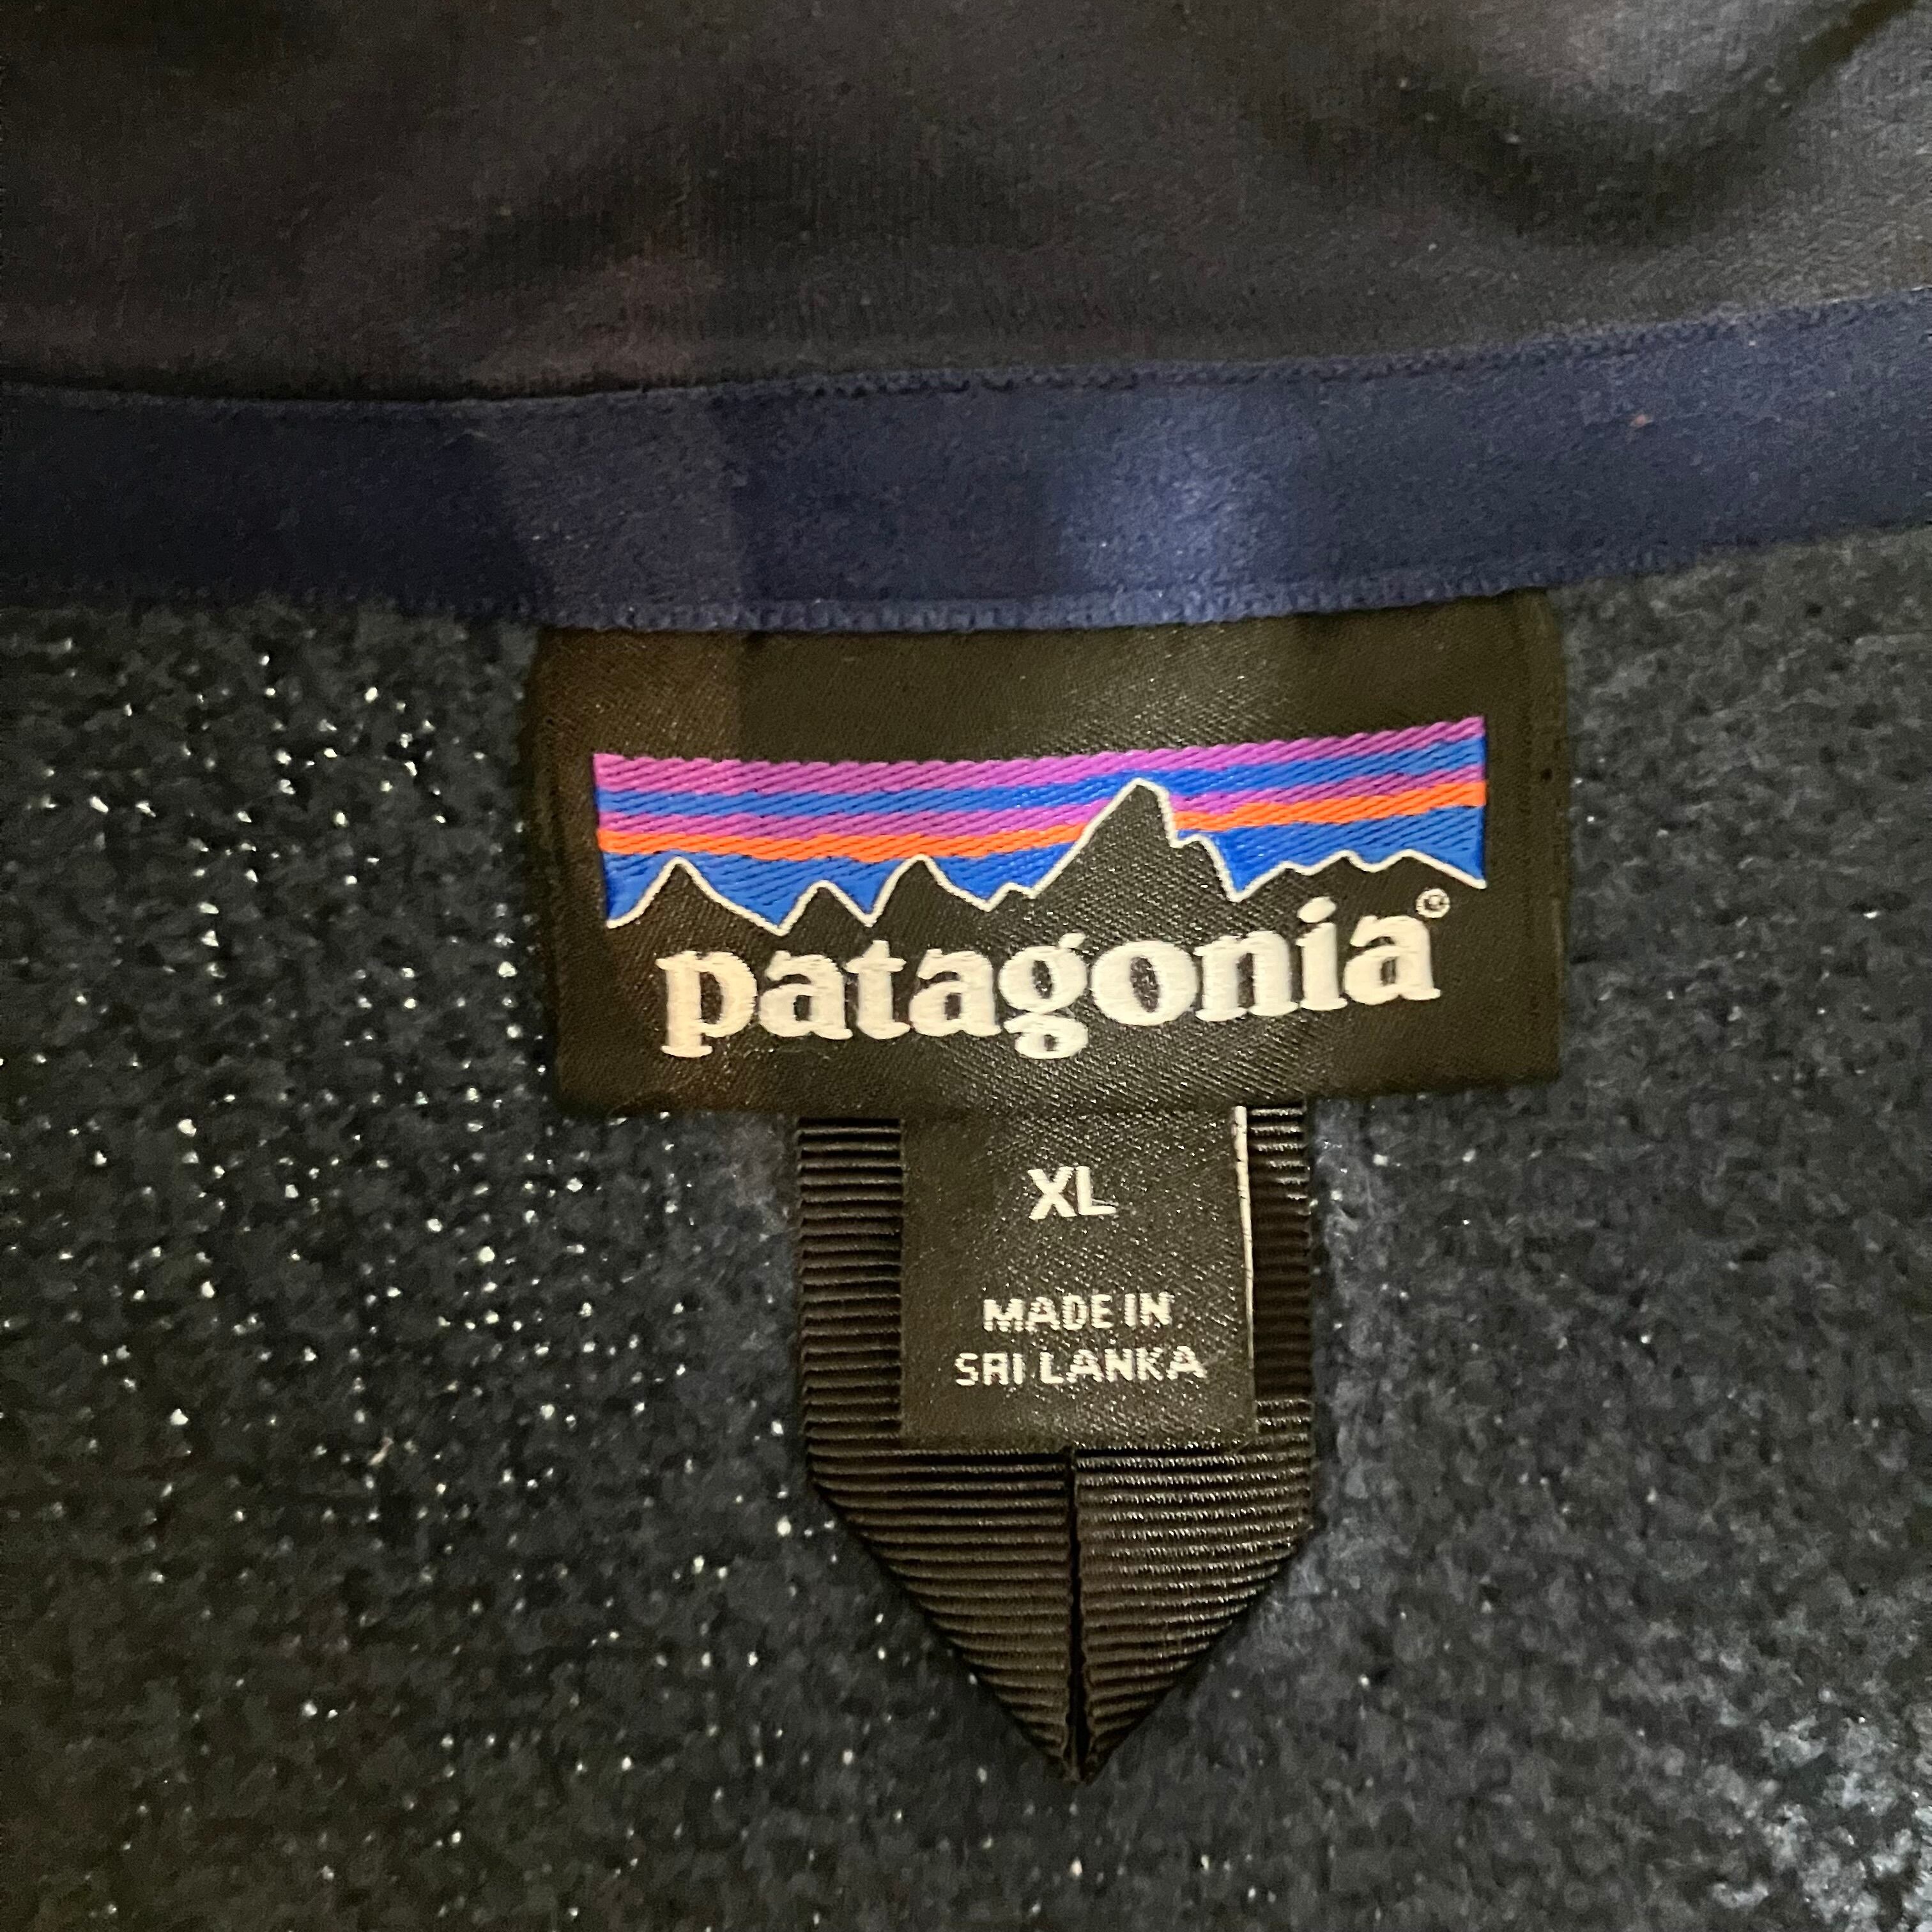 patagonia®
XL
MADE IN
SRI LANKA